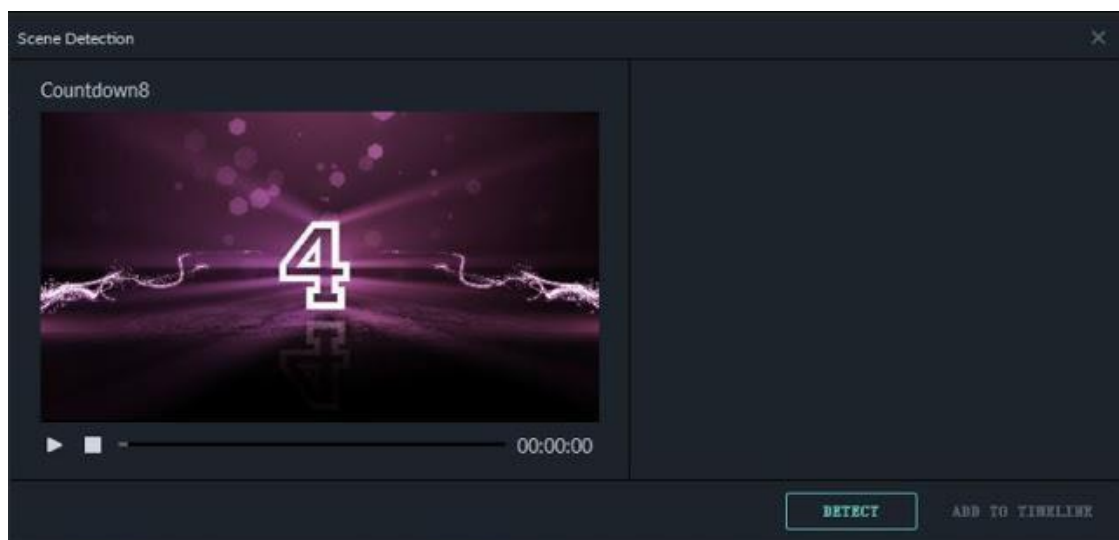 Scene Detection
Countdown8
4
00:00:00
DETECT
ADD TO TIMELINE